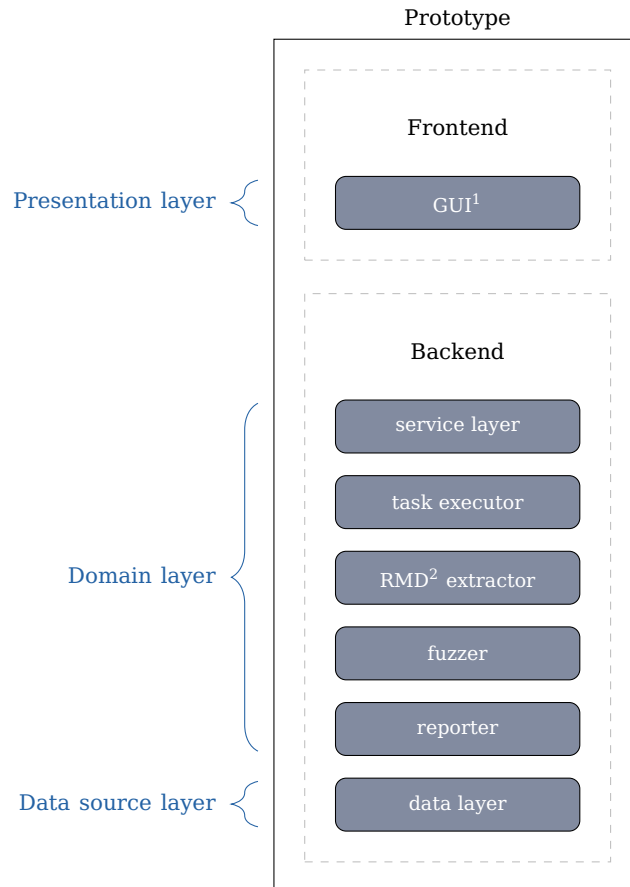 Prototype
Frontend
Presentation layer
GUI¹
Backend
service layer
task executor
Domain layer
RMD² extractor
fuzzer
reporter
Data source layer
data layer